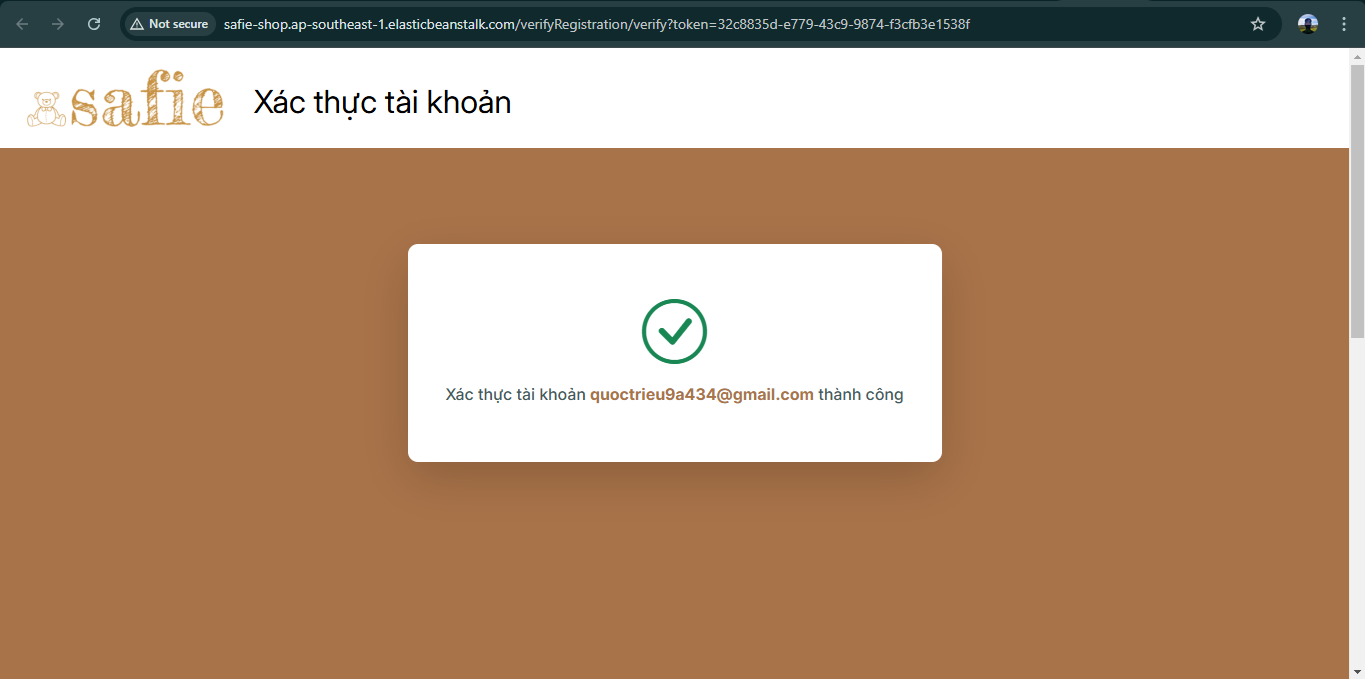 Not secure
safie-shop.ap-southeast-1.elasticbeanstalk.com/verifyRegistration/verify?token=32c8835d-e779-43c9-9874-f3cfb3e1538f
safie
Xác thực tài khoản
Xác thực tài khoản quoctrieu9a434@gmail.com thành công